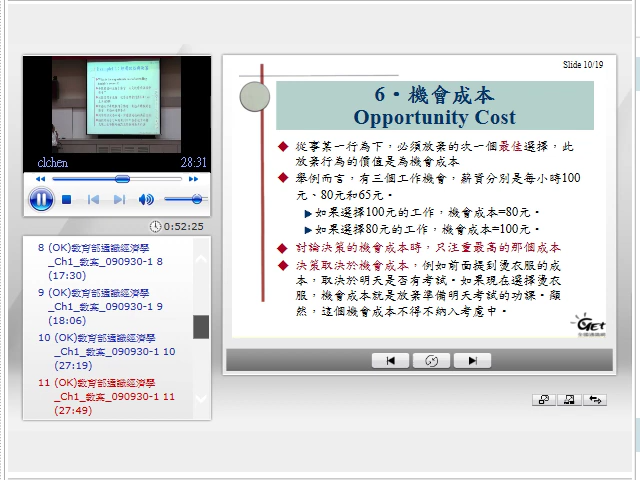 Slide 10/19
6‧機會成本
Opportunity Cost
◆ 從事某一行為下，必須放棄的次一個最佳選擇，此
放棄行為的價值是為機會成本
◆ 舉例而言，有三個工作機會，薪資分別是每小時100
元、80元和65元。
▶如果選擇100元的工作，機會成本=80元。
▶如果選擇80元的工作，機會成本=100元。
◆ 討論決策的機會成本時，只注重最高的那個成本
◆ 決策取決於機會成本，例如前面提到燙衣服的成
本，取決於明天是否有考試。如果現在選擇燙衣
服，機會成本就是放棄準備明天考試的功課。顯
然，這個機會成本不得不納入考慮中。
GET
clchen
28:31
0:52:25
8 (OK)教育部通識經濟學
_Ch1_教案_090930-1 8
(17:30)
9 (OK)教育部通識經濟學
_Ch1_教案_090930-1 9
(18:06)
10 (OK)教育部通識經濟學
_Ch1_教案_090930-1 10
(27:19)
11 (OK)教育部通識經濟學
_Ch1_教案_090930-1 11
(27:49)